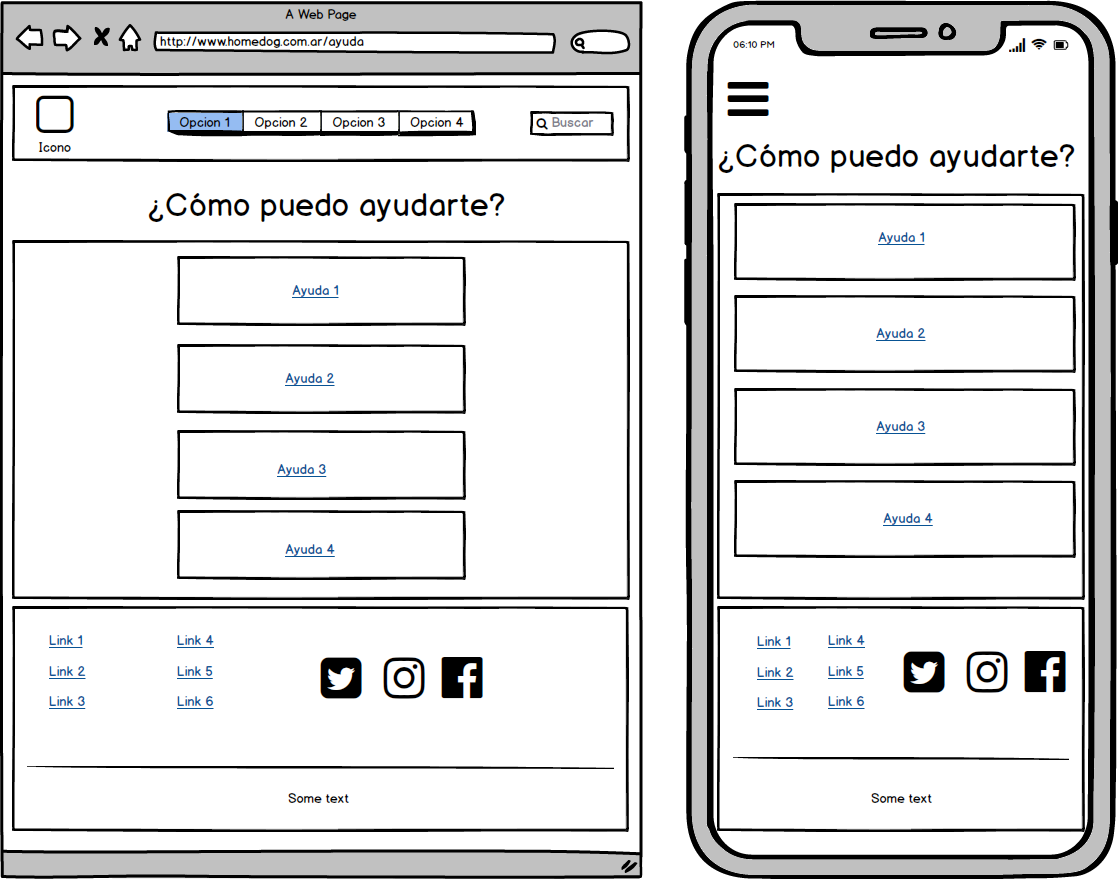 A Web Page
http://www.homedog.com.ar/ayuda
Icono
Opcion 1 Opcion 2 Opcion 3 Opcion 4
Buscar
¿Cómo puedo ayudarte?
Ayuda 1
Ayuda 2
Ayuda 3
Ayuda 4
Link 1 Link 4
Link 2 Link 5
Link 3 Link 6
Some text
06:10 PM
¿Cómo puedo ayudarte?
Ayuda 1
Ayuda 2
Ayuda 3
Ayuda 4
Link 1 Link 4
Link 2 Link 5
Link 3 Link 6
Some text